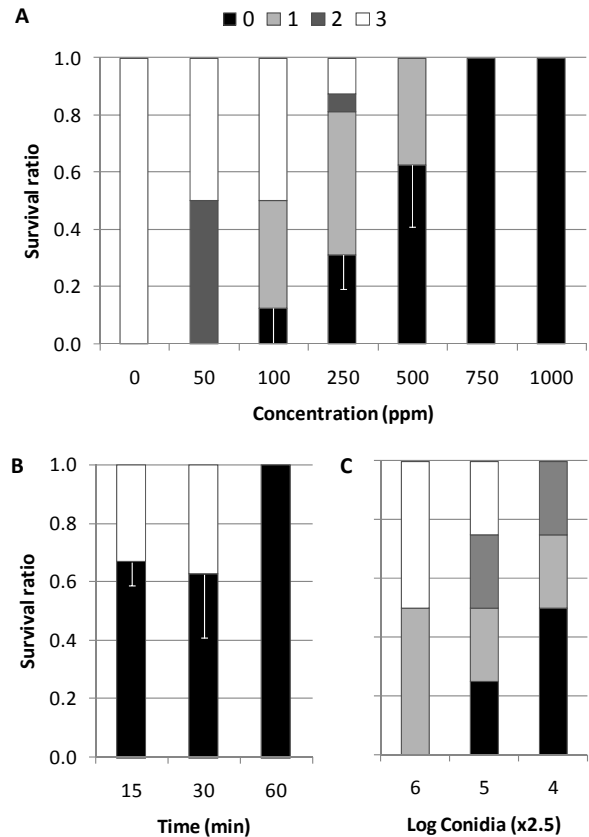 A
0 1 2 3
1.0
0.8
0.6
0.4
0.2
0.0
Survival ratio
0 50 100 250 500 750 1000
Concentration (ppm)
B
1.0
0.8
0.6
0.4
0.2
0.0
Survival ratio
15 30 60
Time (min)
C
6 5 4
Log Conidia (x2.5)